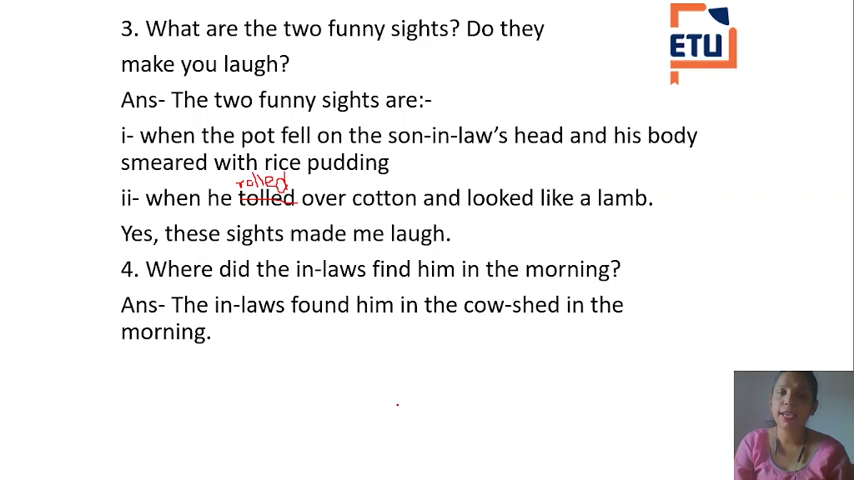 3. What are the two funny sights? Do they
ETU
make you laugh?
Ans- The two funny sights are:-
i- when the pot fell on the son-in-law's head and his body
smeared with rice pudding
rolled
ii- when he tolled over cotton and looked like a lamb.
Yes, these sights made me laugh.
4. Where did the in-laws find him in the morning?
Ans- The in-laws found him in the cow-shed in the
morning.